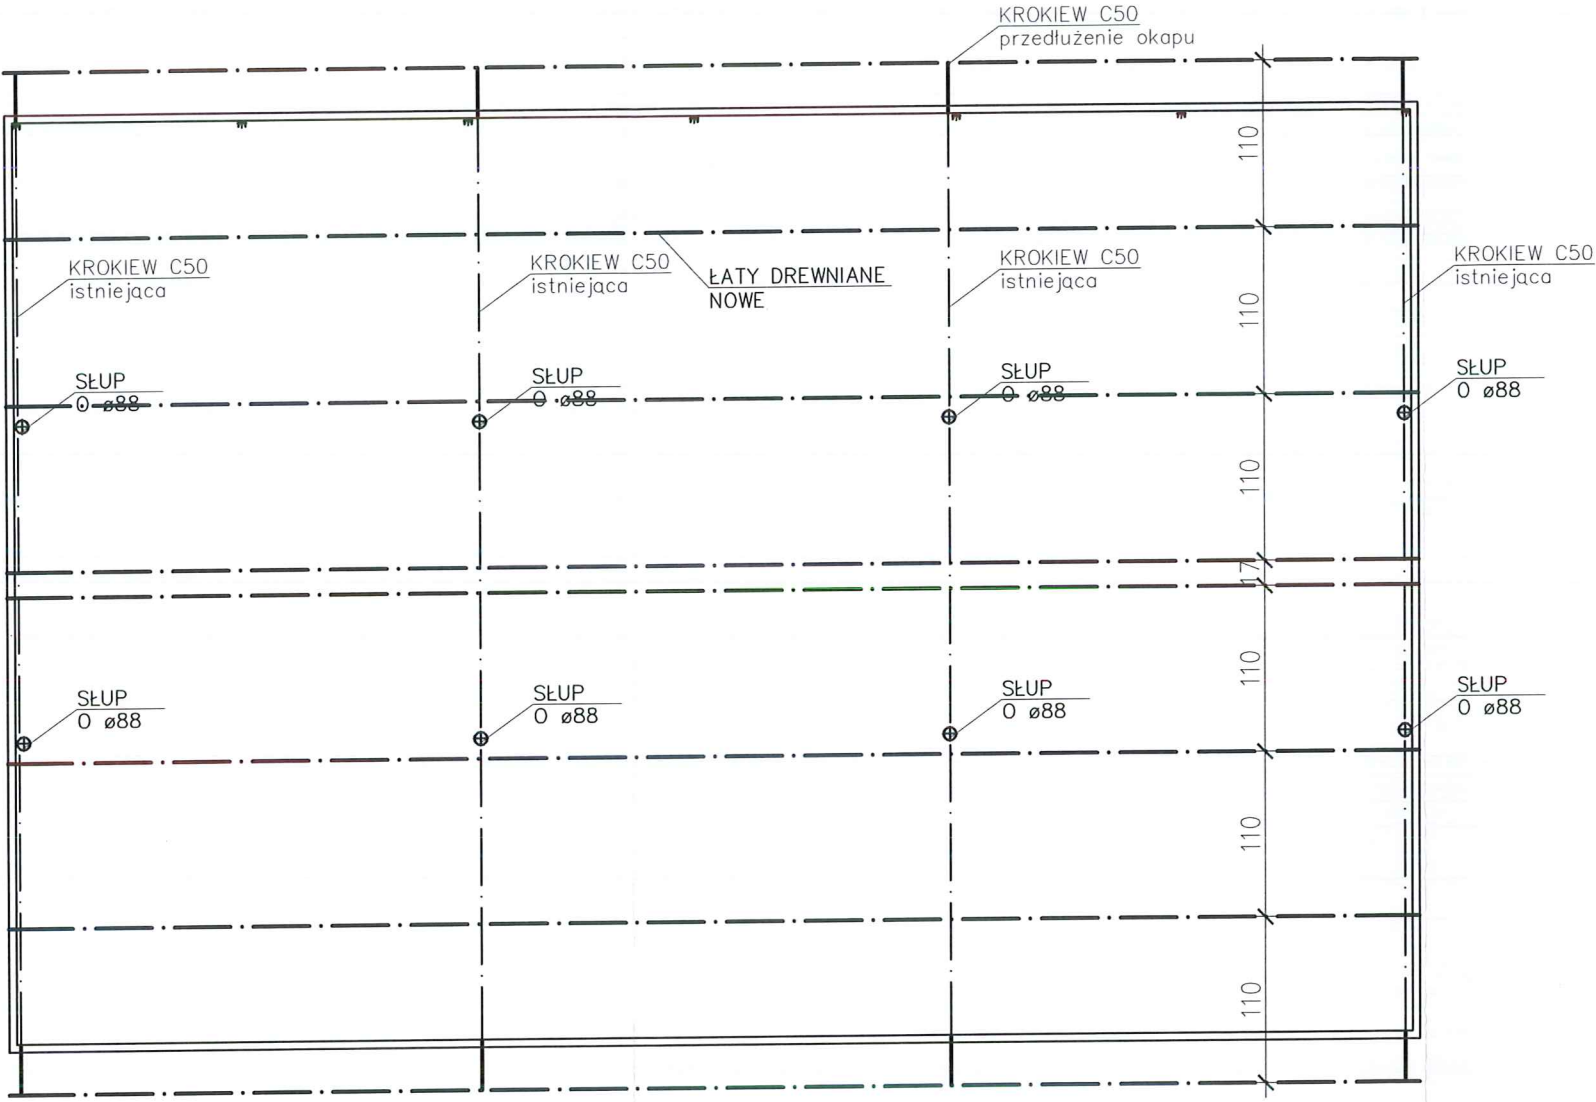 KROKIEW C50
przedłużenie okapu
110
KROKIEW C50
istniejąca
KROKIEW C50
istniejąca
ŁATY DREWNIANE
NOWE
KROKIEW C50
istniejąca
KROKIEW C50
istniejąca
110
SŁUP
O ø88
SŁUP
O ø88
SŁUP
O ø88
SŁUP
O ø88
110
17
110
SŁUP
O ø88
SŁUP
O ø88
SŁUP
O ø88
SŁUP
O ø88
110
110